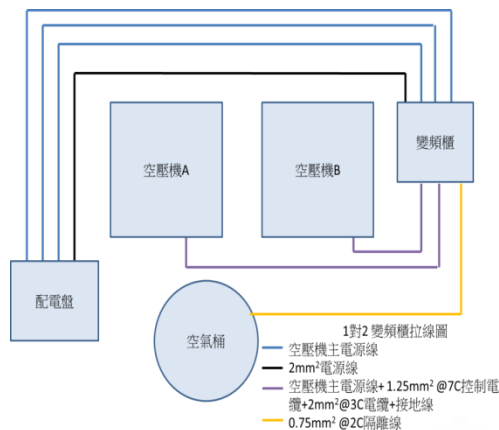 變頻櫃
空壓機A
空壓機B
配電盤
空氣桶
1對2 變頻櫃拉線圖
空壓機主電源線
2mm²電源線
空壓機主電源線+ 1.25mm² @7C控制電
纜+2mm²@3C電纜+接地線
0.75mm² @2C隔離線